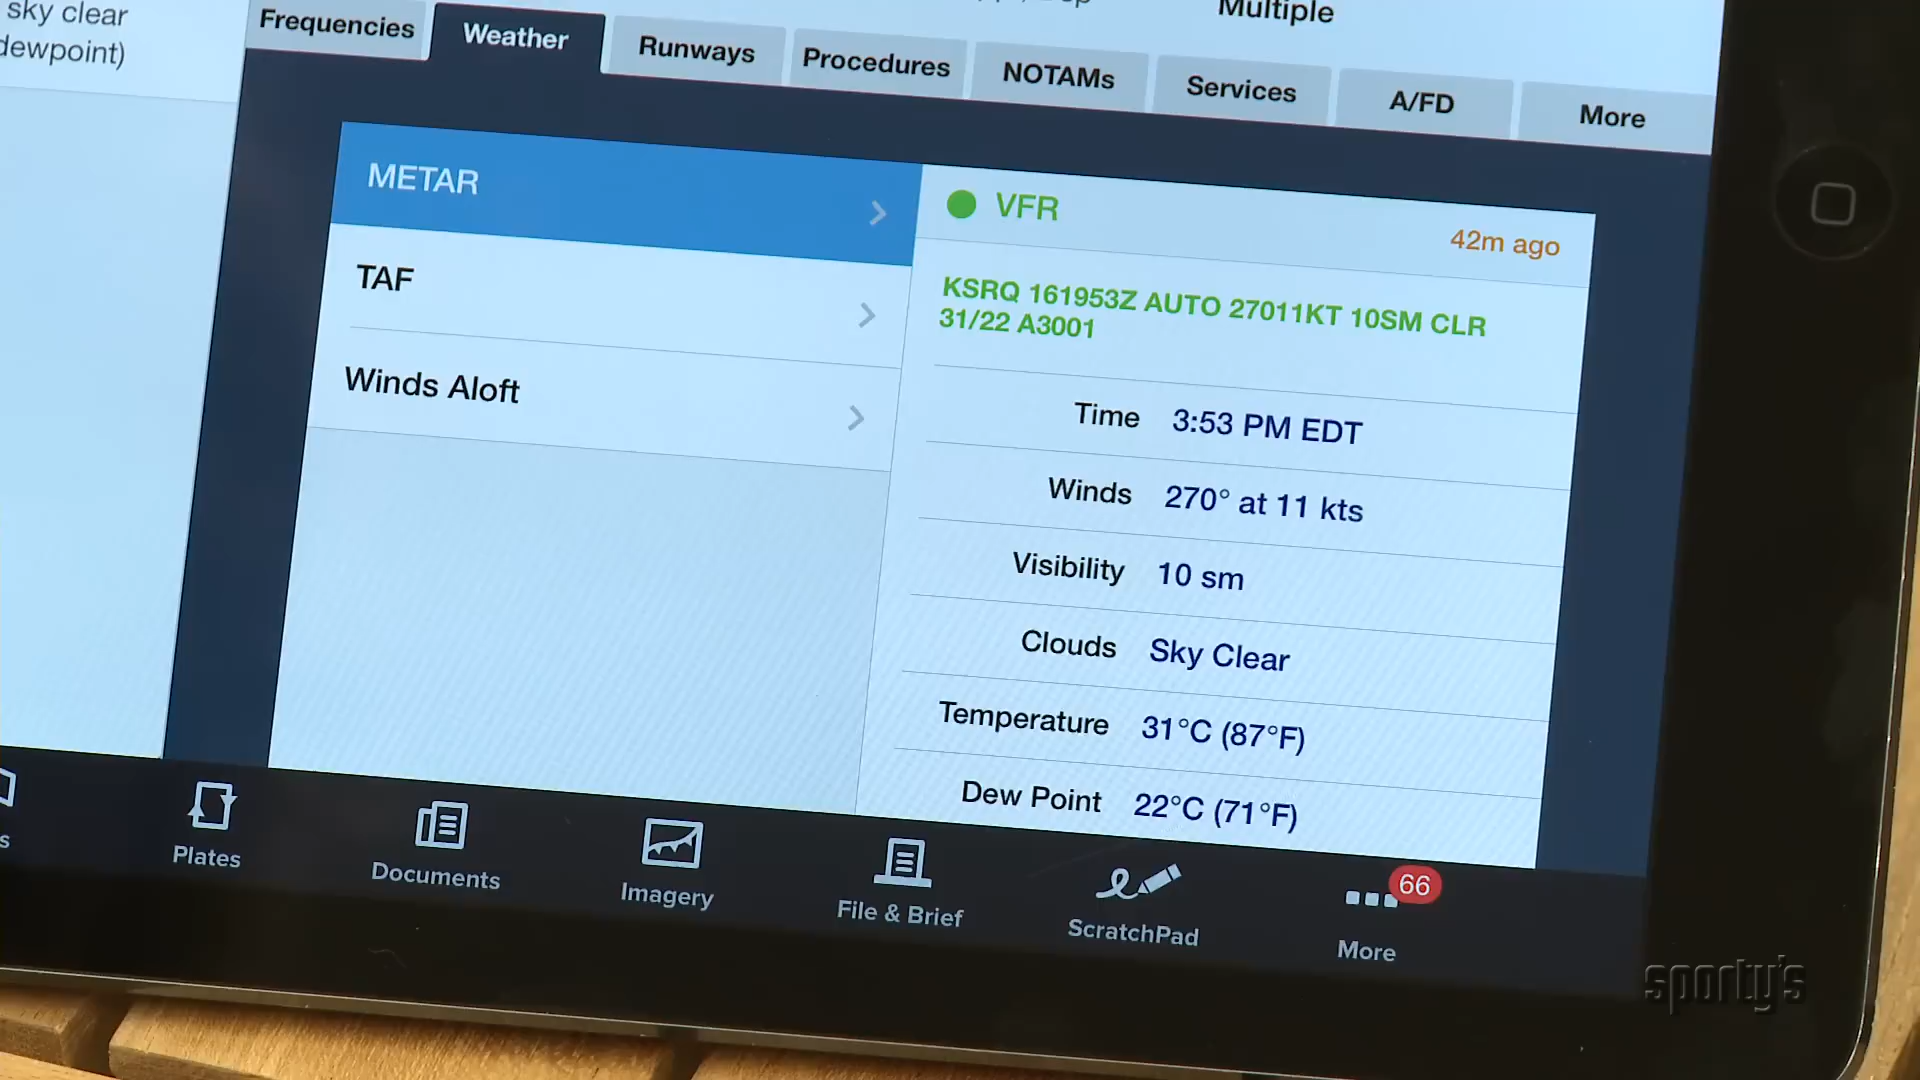 sky clear
dewpoint)
Multiple
Frequencies
Weather
Runways
Procedures
NOTAMs
Services
A/FD
More
METAR
TAF
Winds Aloft
VFR
42m ago
KSRQ 161953Z AUTO 27011KT 10SM CLR
31/22 A3001
Time 3:53 PM EDT
Winds 270° at 11 kts
Visibility 10 sm
Clouds Sky Clear
Temperature 31°C (87°F)
Dew Point 22°C (71°F)
Plates
Documents
Imagery
File & Brief
ScratchPad
66
More
sporty's